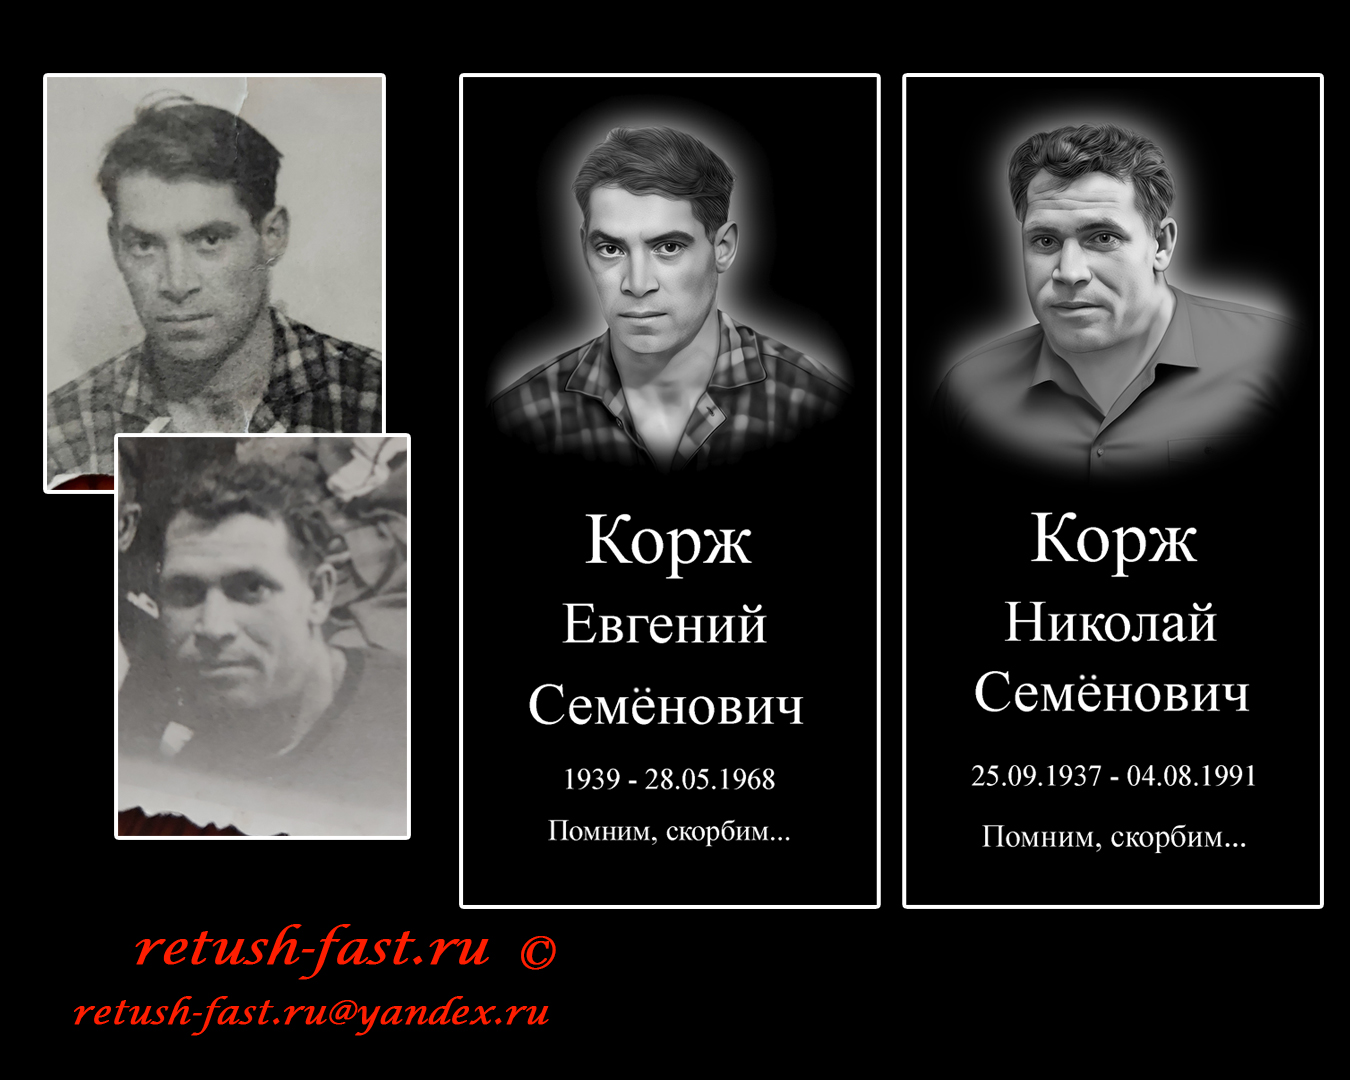 Корж
Евгений
Семёнович
1939 - 28.05.1968
Помним, скорбим...
Корж
Николай
Семёнович
25.09.1937 - 04.08.1991
Помним, скорбим...
retush-fast.ru ©
retush-fast.ru@yandex.ru